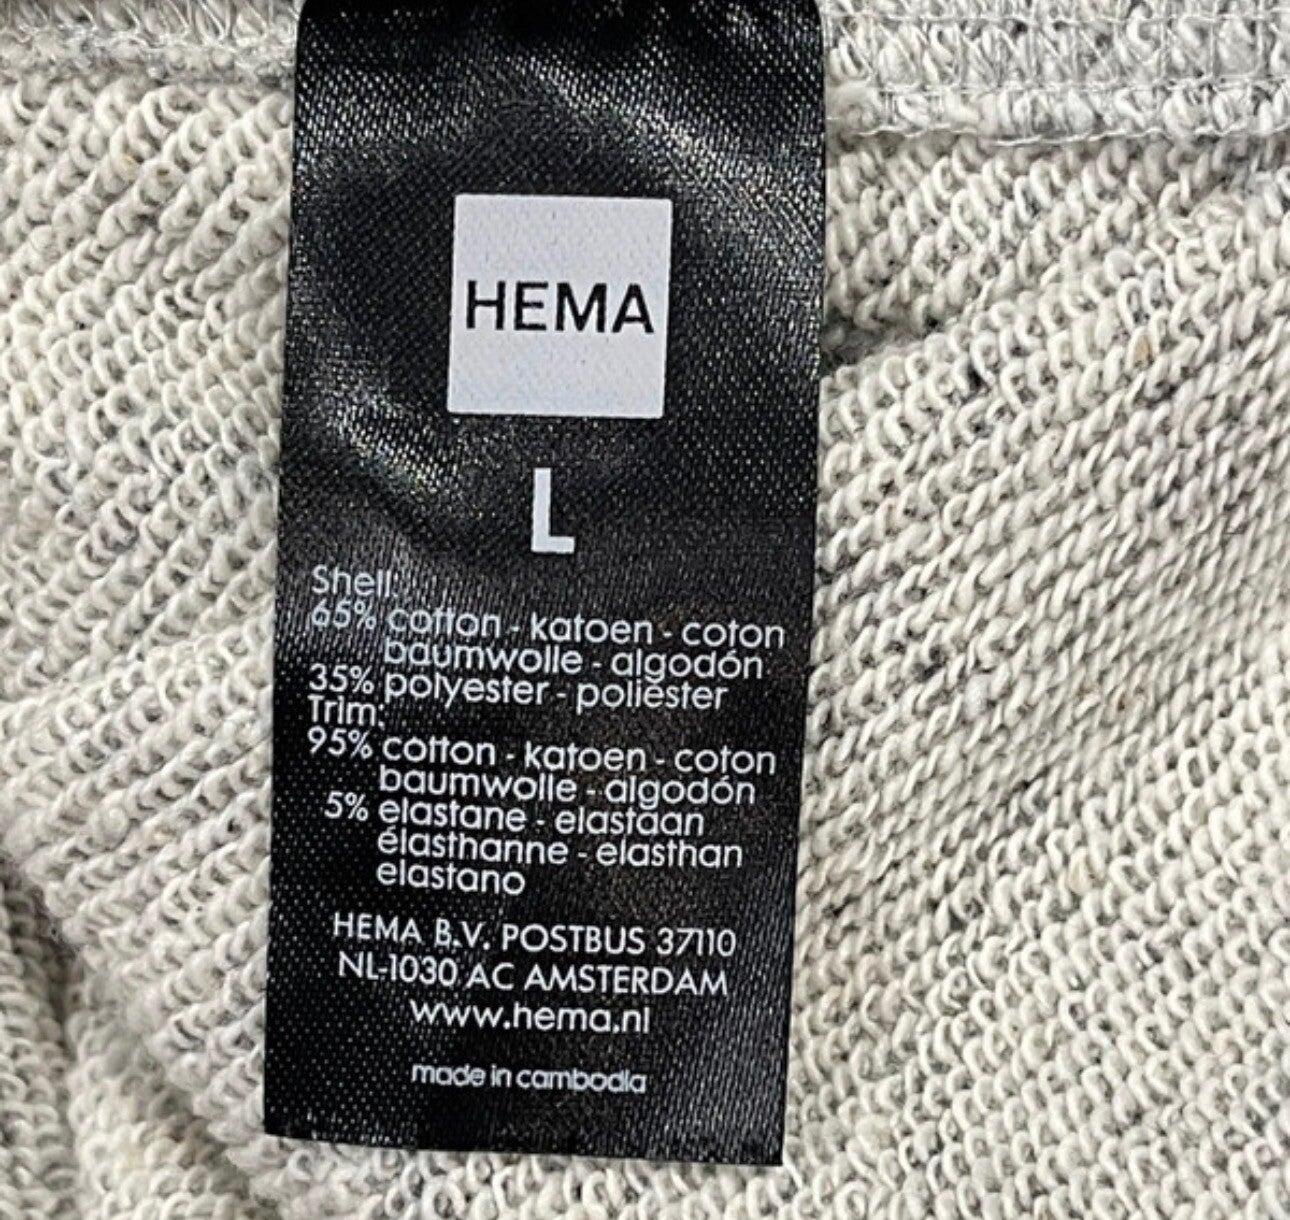 HEMA
L
Shell:
65% cotton - katoen - coton
baumwolle - algodón
35% polyester - poliéster
Trim:
95% cotton - katoen - coton
baumwolle - algodón
5% elastane - elastaan
élasthanne - elasthan
elastano
HEMA B.V. POSTBUS 37110
NL-1030 AC AMSTERDAM
www.hema.nl
made in cambodia